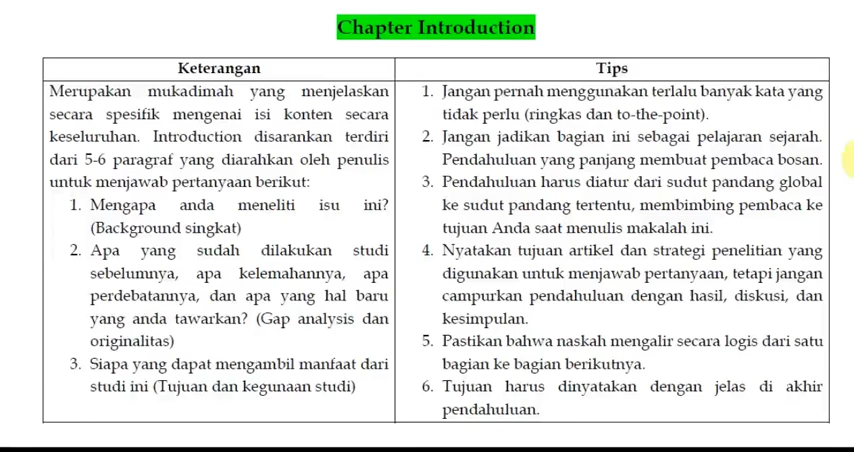 Chapter Introduction
Keterangan
Merupakan mukadimah yang menjelaskan
secara spesifik mengenai isi konten secara
keseluruhan. Introduction disarankan terdiri
dari 5-6 paragraf yang diarahkan oleh penulis
untuk menjawab pertanyaan berikut:
1. Mengapa anda meneliti isu ini?
(Background singkat)
2. Apa yang sudah dilakukan studi
sebelumnya, apa kelemahannya, apa
perdebatannya, dan apa yang hal baru
yang anda tawarkan? (Gap analysis dan
originalitas)
3. Siapa yang dapat mengambil manfaat dari
studi ini (Tujuan dan kegunaan studi)
Tips
1. Jangan pernah menggunakan terlalu banyak kata yang
tidak perlu (ringkas dan to-the-point).
2. Jangan jadikan bagian ini sebagai pelajaran sejarah.
Pendahuluan yang panjang membuat pembaca bosan.
3. Pendahuluan harus diatur dari sudut pandang global
ke sudut pandang tertentu, membimbing pembaca ke
tujuan Anda saat menulis makalah ini.
4. Nyatakan tujuan artikel dan strategi penelitian yang
digunakan untuk menjawab pertanyaan, tetapi jangan
campurkan pendahuluan dengan hasil, diskusi, dan
kesimpulan.
5. Pastikan bahwa naskah mengalir secara logis dari satu
bagian ke bagian berikutnya.
6. Tujuan harus dinyatakan dengan jelas di akhir
pendahuluan.